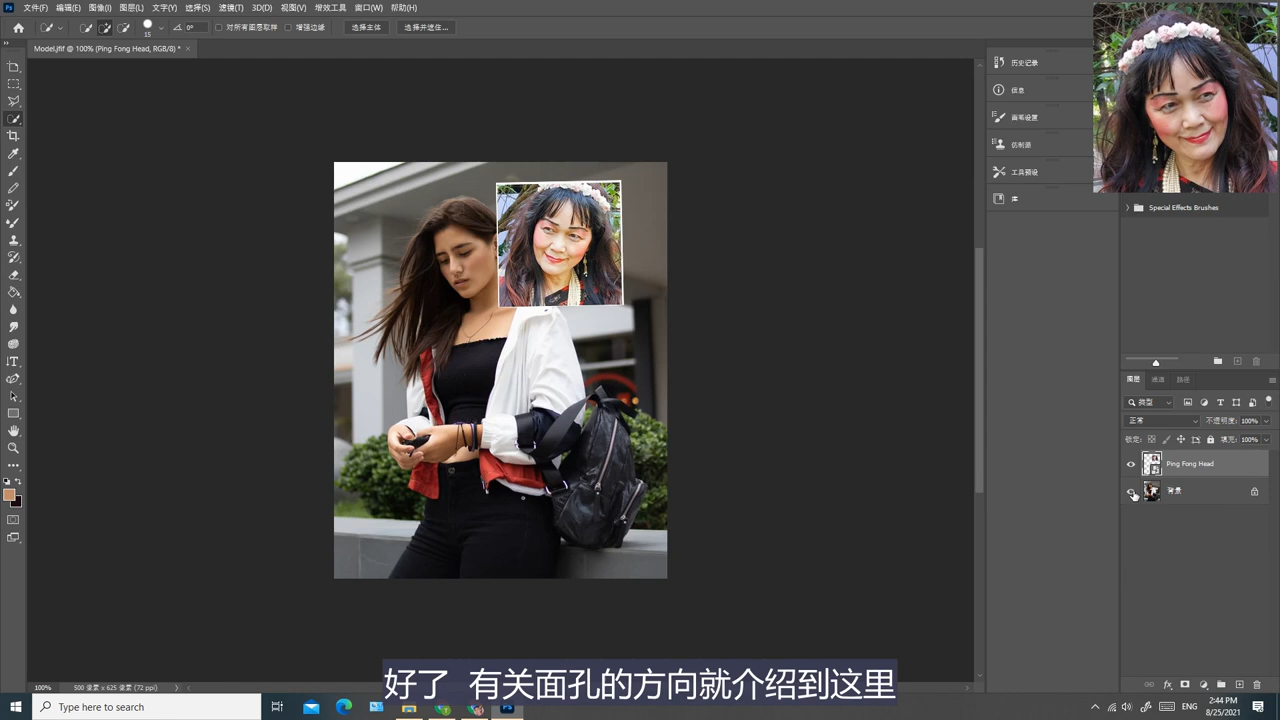 Ps 文件(F) 编辑(E) 图像(I) 图层(L) 文字(Y) 选择(S) 滤镜(T) 3D(D) 视图(V) 增效工具 窗口(W) 帮助(H)
15 0° 对所有图层取样 增强边缘 选择主体 选择并遮住...
Model.jfif @ 100% (Ping Fong Head, RGB/8) * ×
历史记录
信息
画笔设置
仿制源
工具预设
库
Special Effects Brushes
图层 通道 路径
类型
正常 不透明度: 100%
锁定: 填充: 100%
Ping Fong Head
背景
好了 有关面孔的方向就介绍到这里
100% 500 像素 x 625 像素 (72 ppi)
Type here to search
ENG
2:44 PM
8/25/2021